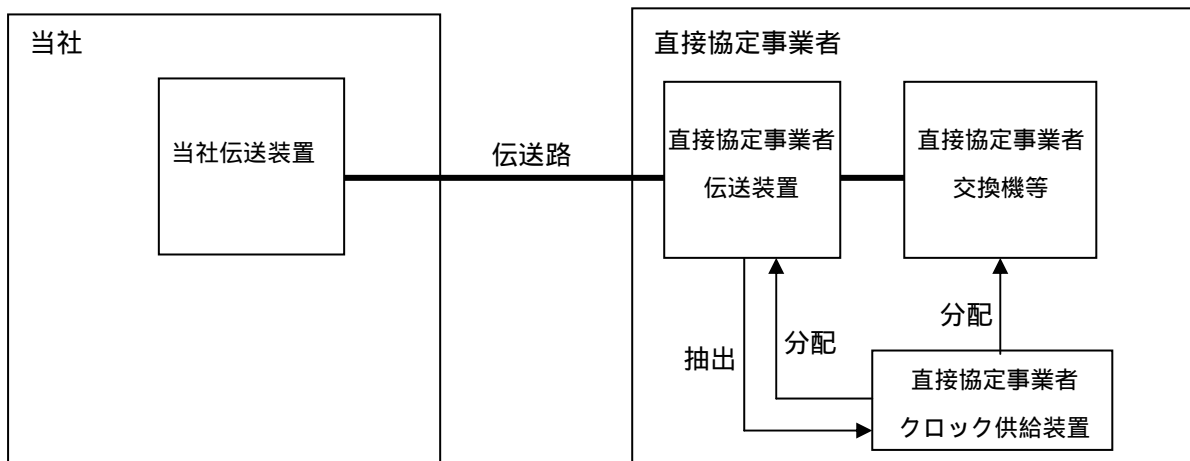 当社
直接協定事業者
当社伝送装置
伝送路
直接協定事業者
伝送装置
直接協定事業者
交換機等
抽出
分配
分配
直接協定事業者
クロック供給装置